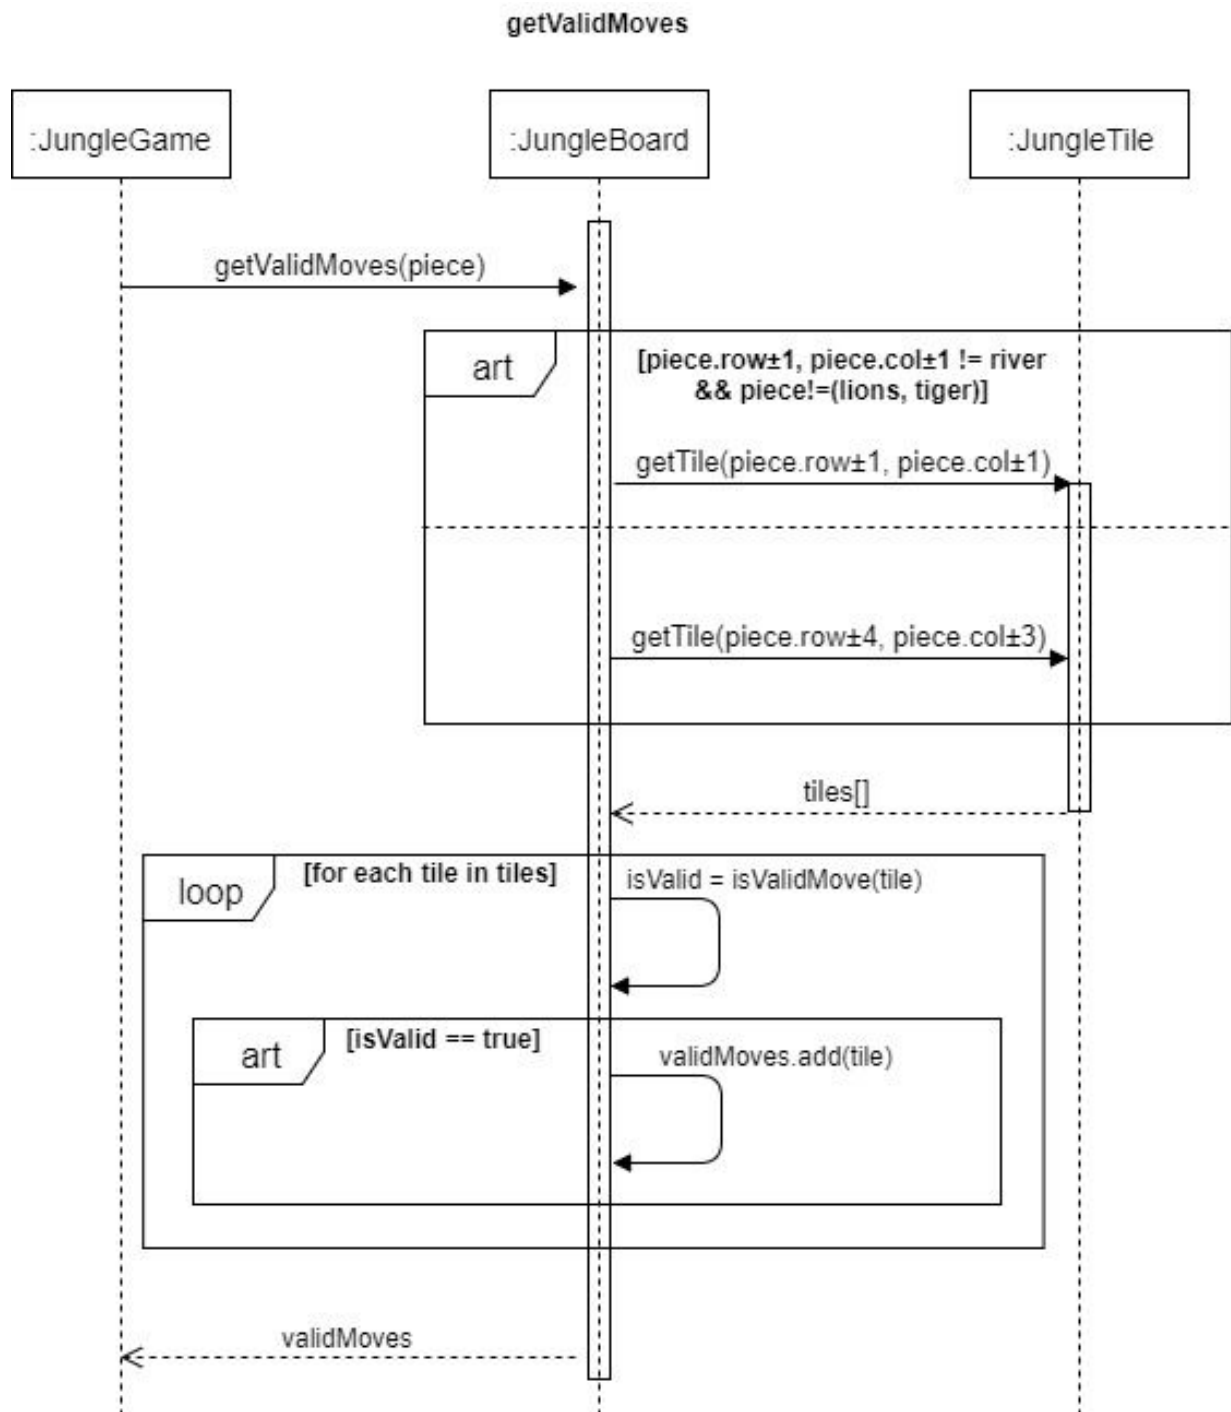 getValidMoves
:JungleGame
:JungleBoard
:JungleTile
getValidMoves(piece)
art
[piece.row±1, piece.col±1 != river
&& piece!=(lions, tiger)]
getTile(piece.row±1, piece.col±1)
getTile(piece.row±4, piece.col±3)
tiles[]
loop
[for each tile in tiles]
isValid = isValidMove(tile)
art
[isValid == true]
validMoves.add(tile)
validMoves